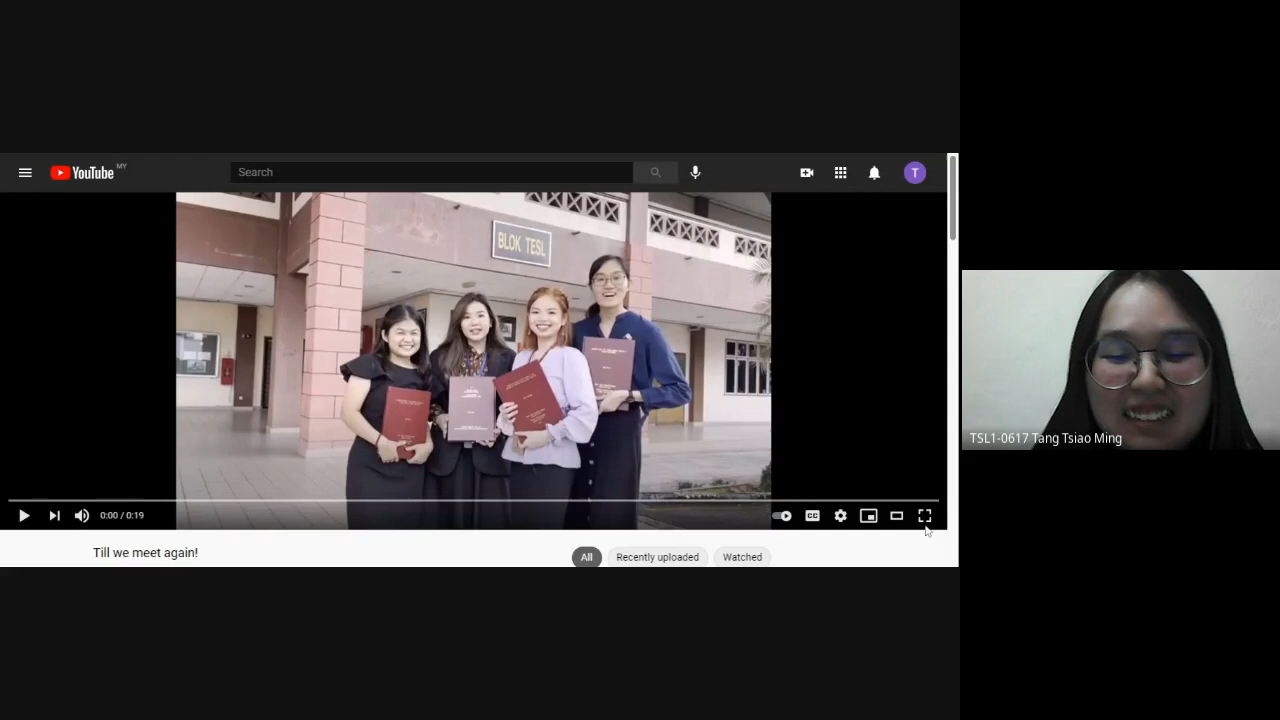 YouTube MY
Search
T
BLOK TESL
0:00 / 0:19
CC
Till we meet again!
All
Recently uploaded
Watched
TSL1-0617 Tang Tsiao Ming